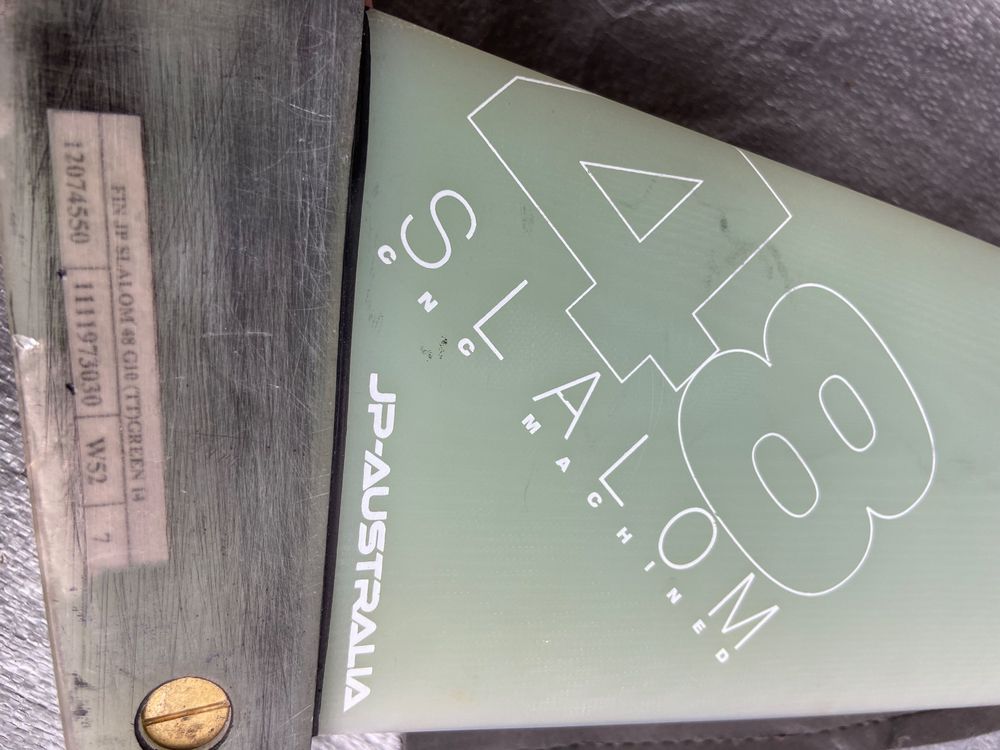 FIN JP SLALOM 48 G10 (TT)GREEN 14
12074550 1111973030 WS2 7
48
SLALOM
CNC MACHINED
JP-AUSTRALIA